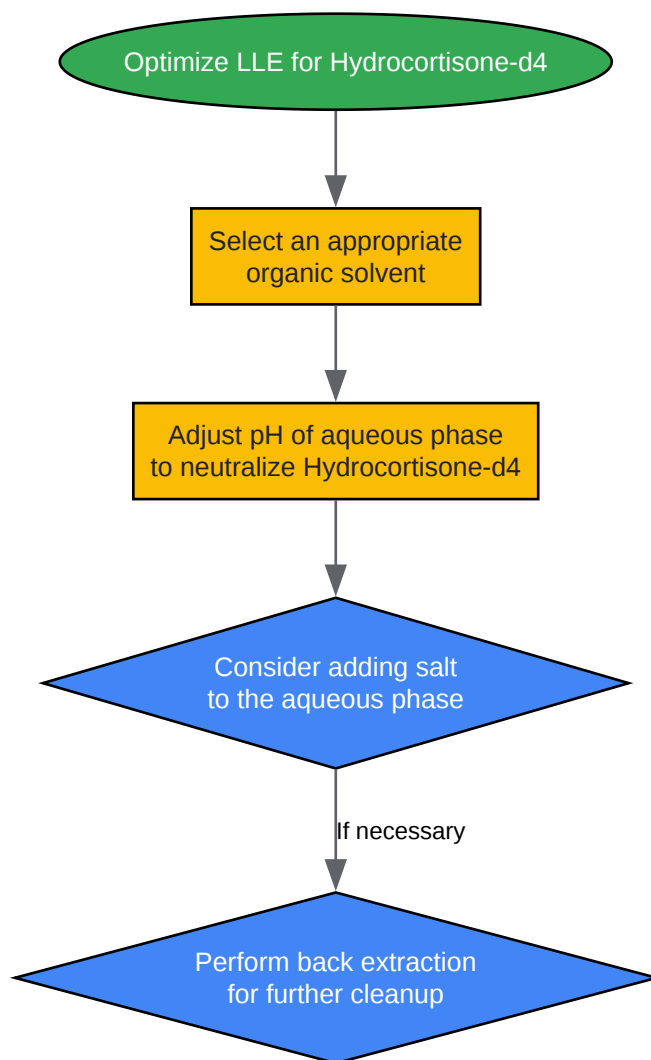 Optimize LLE for Hydrocortisone-d4
Select an appropriate
organic solvent
Adjust pH of aqueous phase
to neutralize Hydrocortisone-d4
Consider adding salt
to the aqueous phase
If necessary
Perform back extraction
for further cleanup